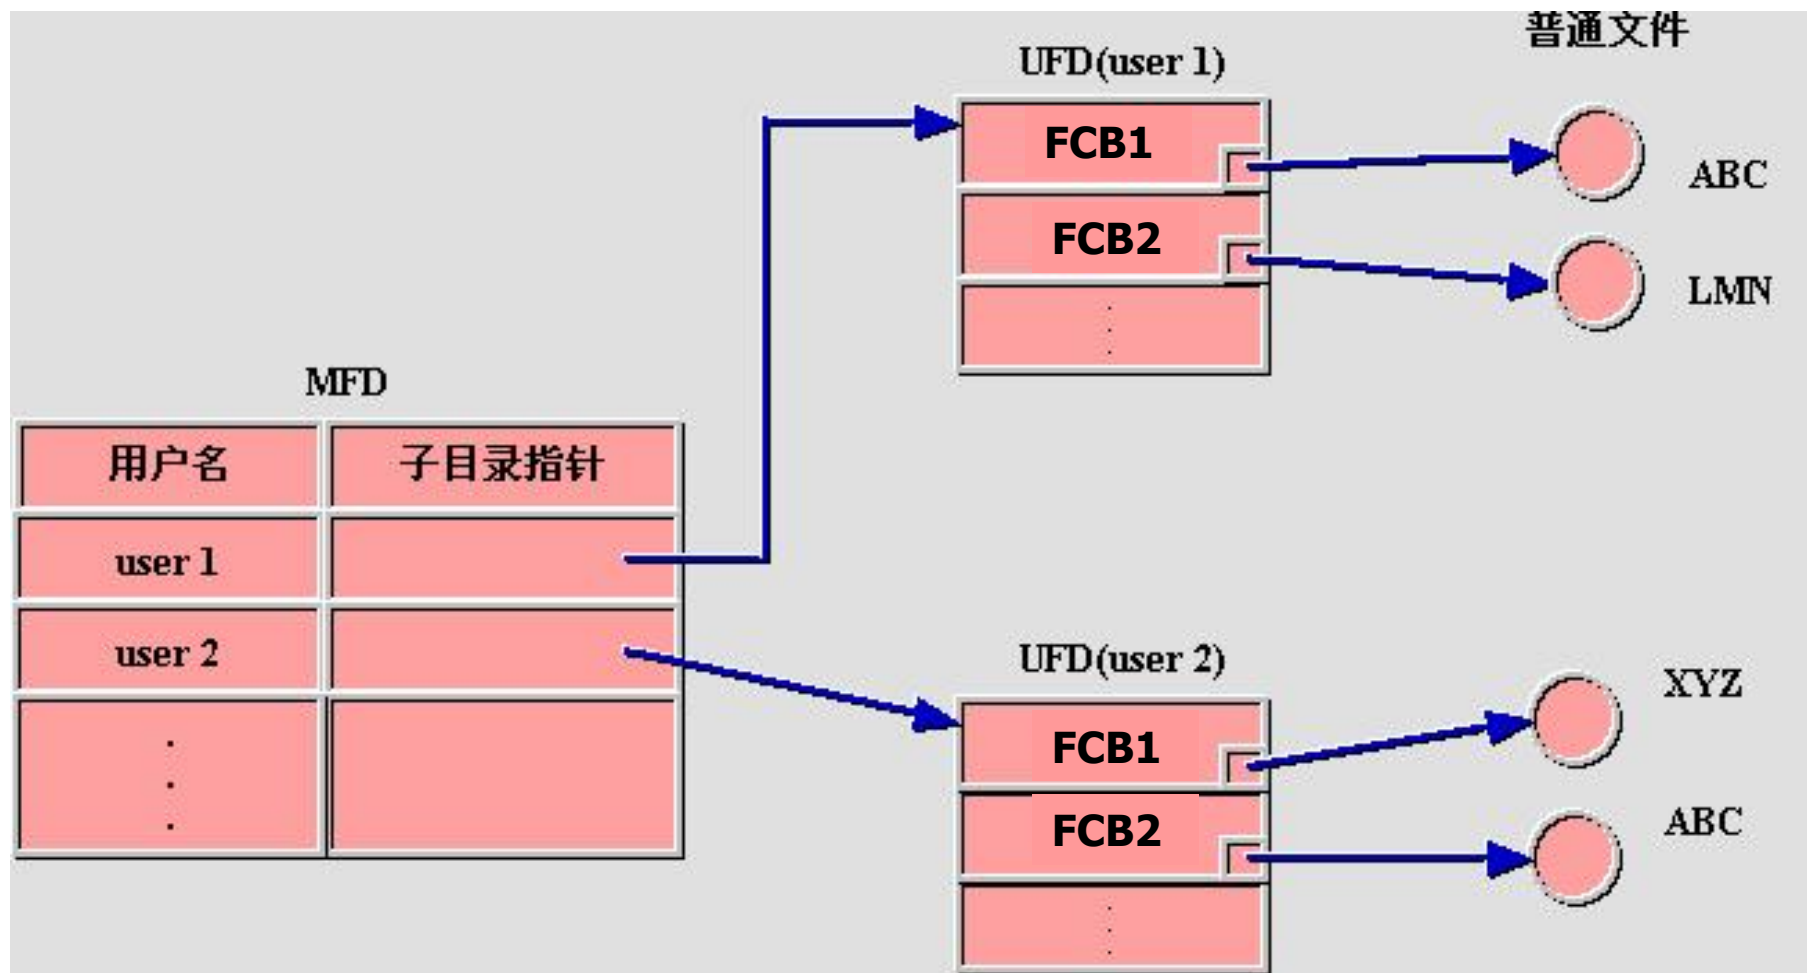 普通文件
UFD(user 1)
FCB1
ABC
FCB2
LMN
MFD
用户名 子目录指针
user 1
user 2
UFD(user 2)
XYZ
FCB1
ABC
FCB2